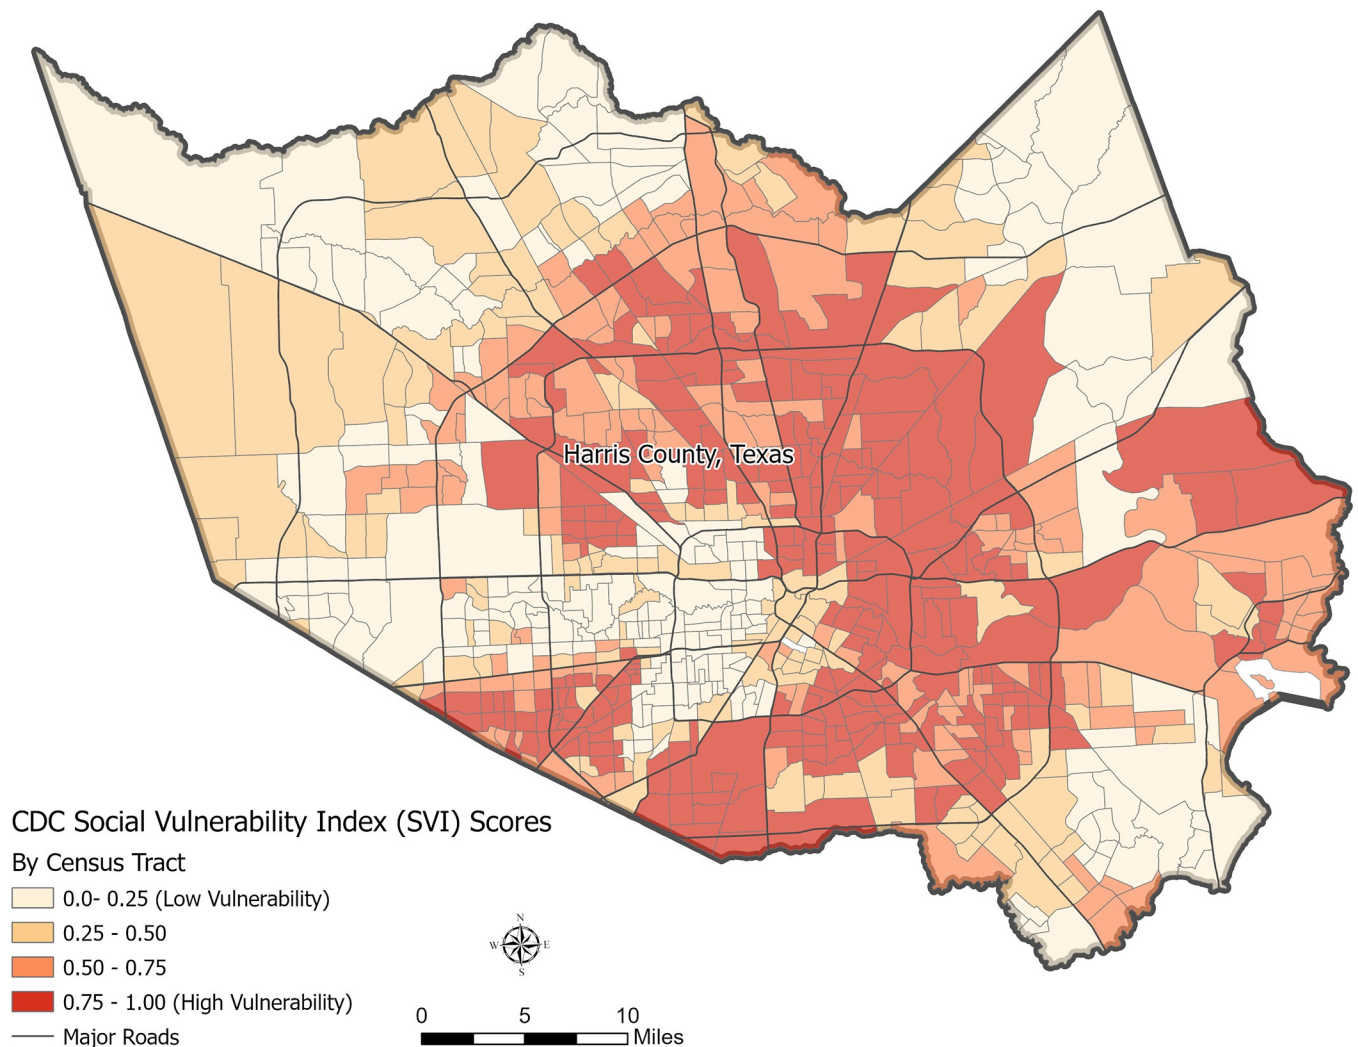 Harris County, Texas
CDC Social Vulnerability Index (SVI) Scores
By Census Tract
0.0- 0.25 (Low Vulnerability)
0.25 - 0.50
0.50 - 0.75
0.75 - 1.00 (High Vulnerability)
Major Roads
N
W E
S
0 5 10
Miles